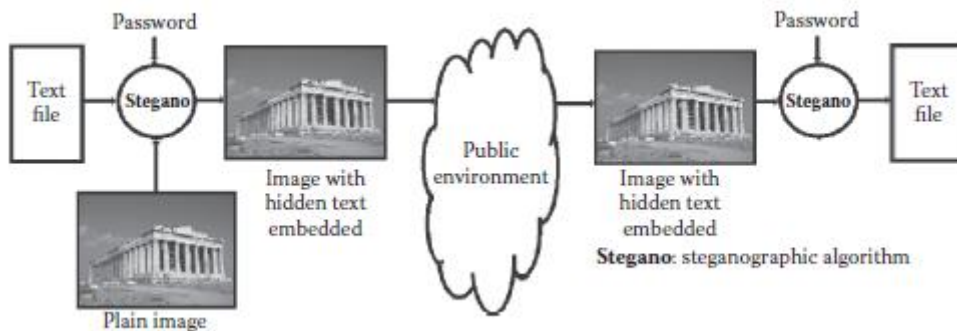 Password
Text
file
Stegano
Plain image
Image with
hidden text
embedded
Public
environment
Image with
hidden text
embedded
Password
Stegano
Text
file
Stegano: steganographic algorithm